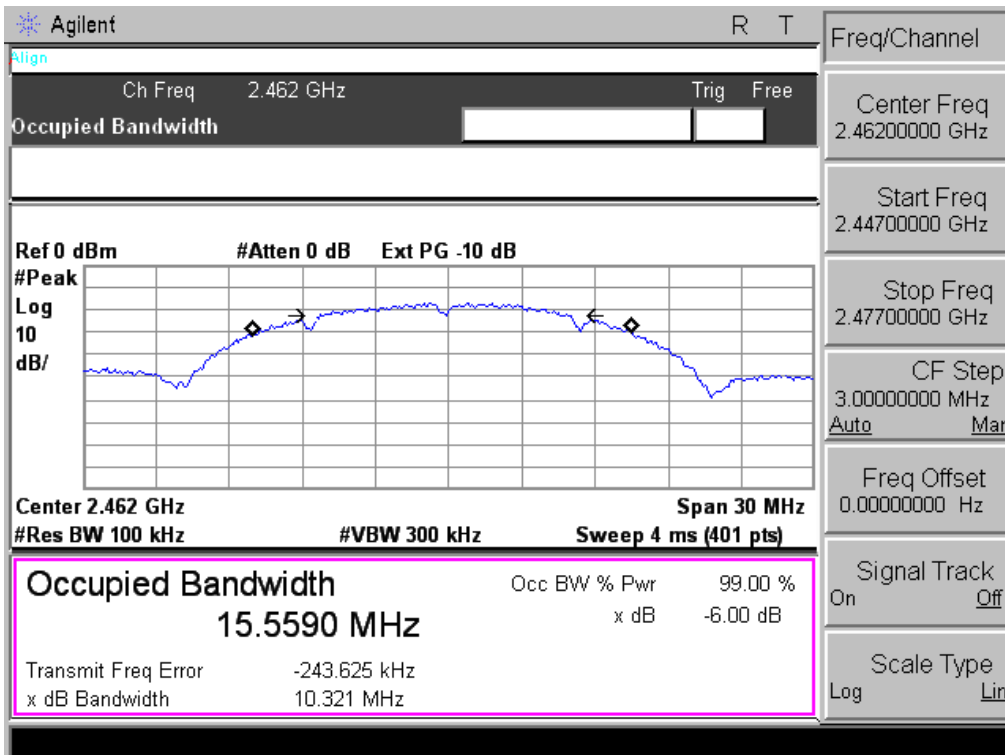 Agilent R T
Align
Ch Freq 2.462 GHz Trig Free
Occupied Bandwidth
Ref 0 dBm #Atten 0 dB Ext PG -10 dB
#Peak
Log
10
dB/
Center 2.462 GHz Span 30 MHz
#Res BW 100 kHz #VBW 300 kHz Sweep 4 ms (401 pts)
Occupied Bandwidth
15.5590 MHz
Occ BW % Pwr 99.00 %
x dB -6.00 dB
Transmit Freq Error -243.625 kHz
x dB Bandwidth 10.321 MHz
Freq/Channel
Center Freq
2.46200000 GHz
Start Freq
2.44700000 GHz
Stop Freq
2.47700000 GHz
CF Step
3.00000000 MHz
Auto Mar
Freq Offset
0.00000000 Hz
Signal Track
On Off
Scale Type
Log Lin